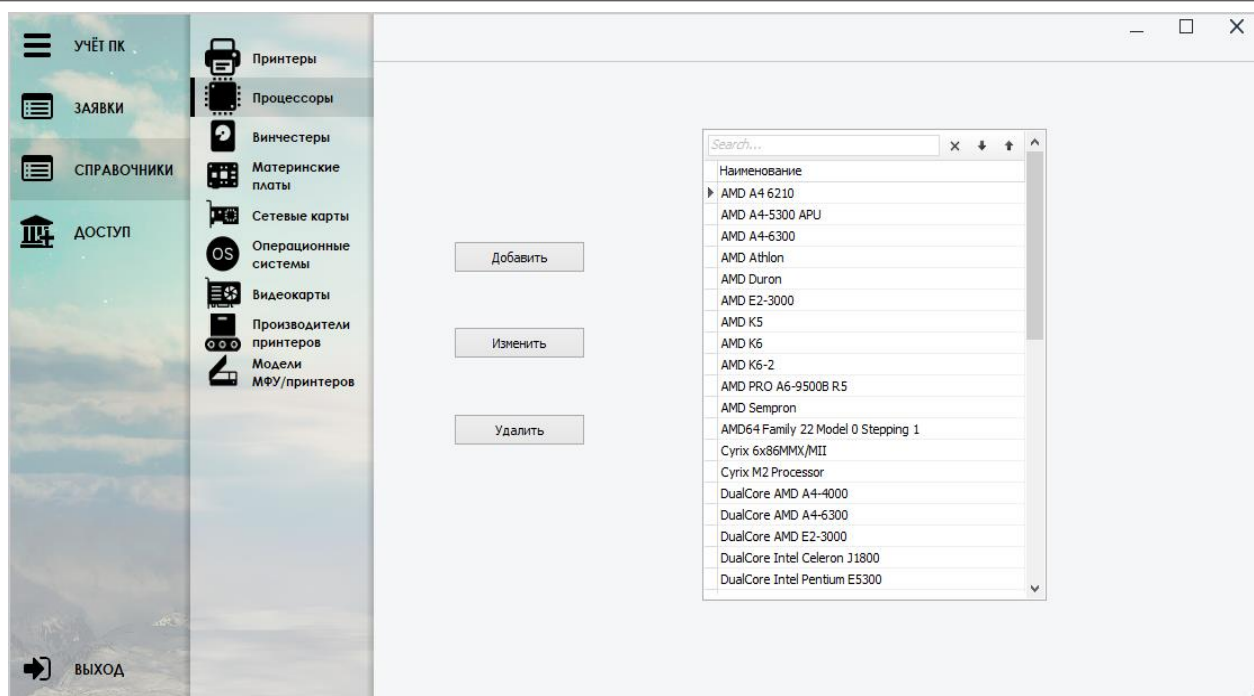 УЧЁТ ПК
ЗАЯВКИ
СПРАВОЧНИКИ
ДОСТУП
ВЫХОД
Принтеры
Процессоры
Винчестеры
Материнские
платы
Сетевые карты
OS
Операционные
системы
Видеокарты
Производители
принтеров
Модели
МФУ/принтеров
Добавить
Изменить
Удалить
Search...
Наименование
AMD A4 6210
AMD A4-5300 APU
AMD A4-6300
AMD Athlon
AMD Duron
AMD E2-3000
AMD K5
AMD K6
AMD K6-2
AMD PRO A6-9500B R5
AMD Sempron
AMD64 Family 22 Model 0 Stepping 1
Cyrix 6x86MMX/MII
Cyrix M2 Processor
DualCore AMD A4-4000
DualCore AMD A4-6300
DualCore AMD E2-3000
DualCore Intel Celeron J1800
DualCore Intel Pentium E5300